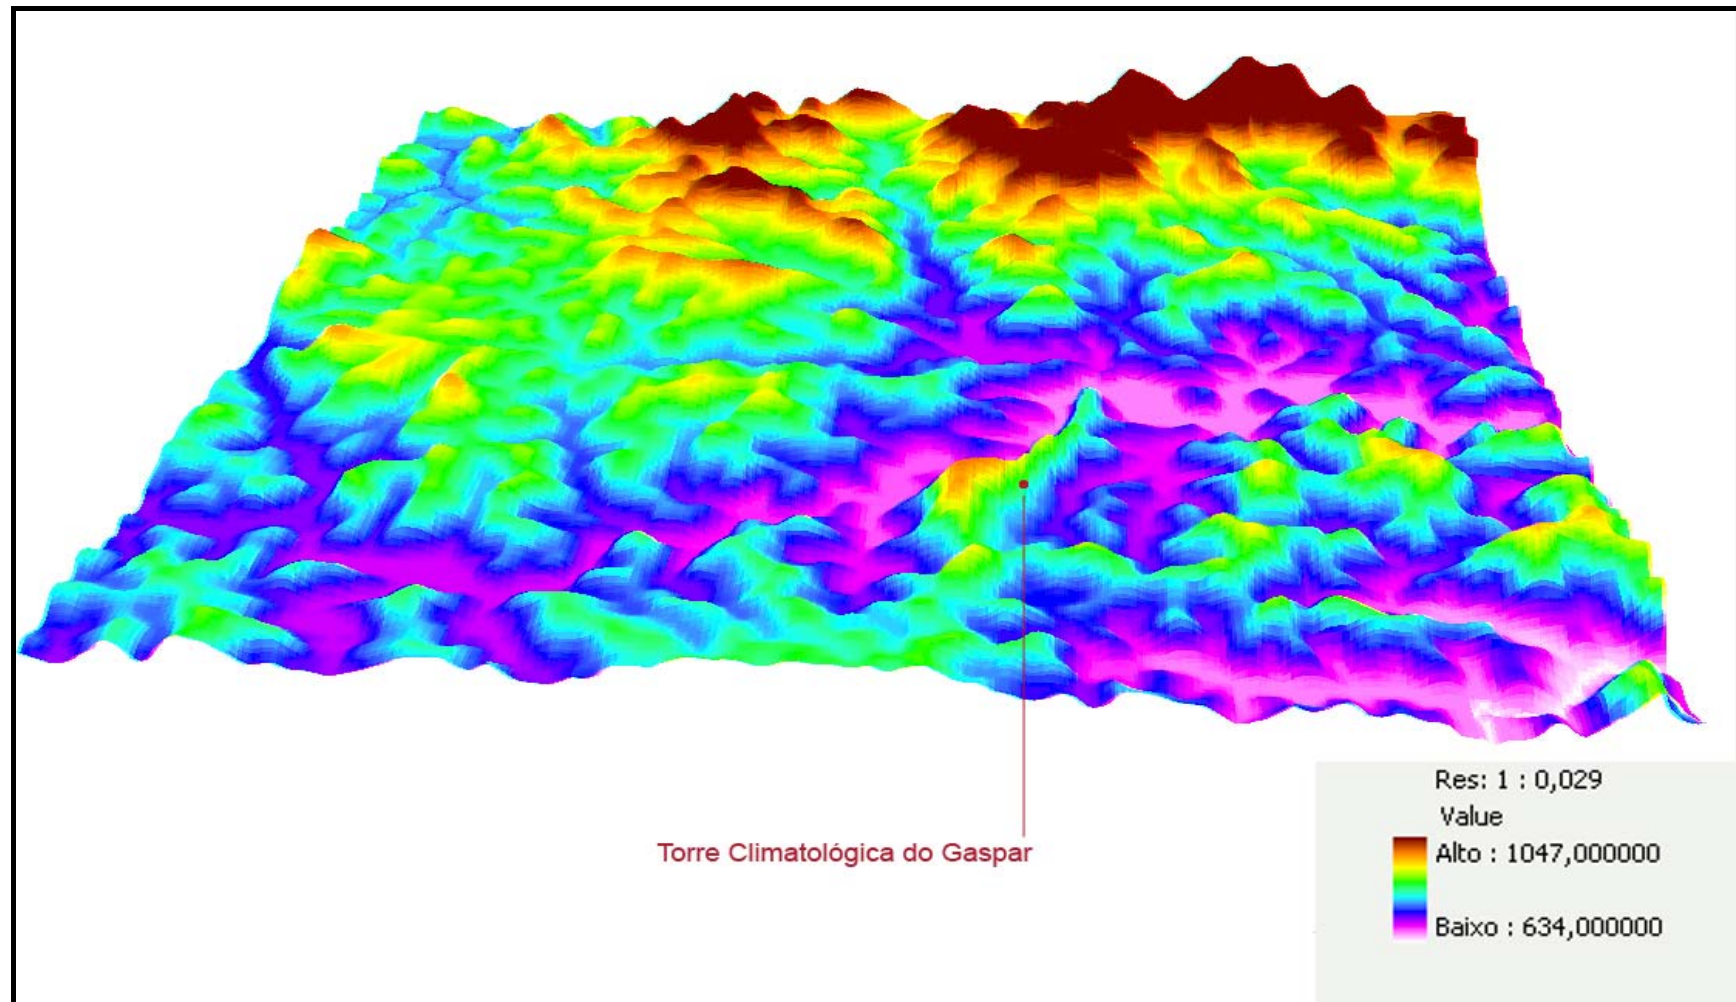 Torre Climatológica do Gaspar
Res: 1 : 0,029
Value
Alto : 1047,000000
Baixo : 634,000000